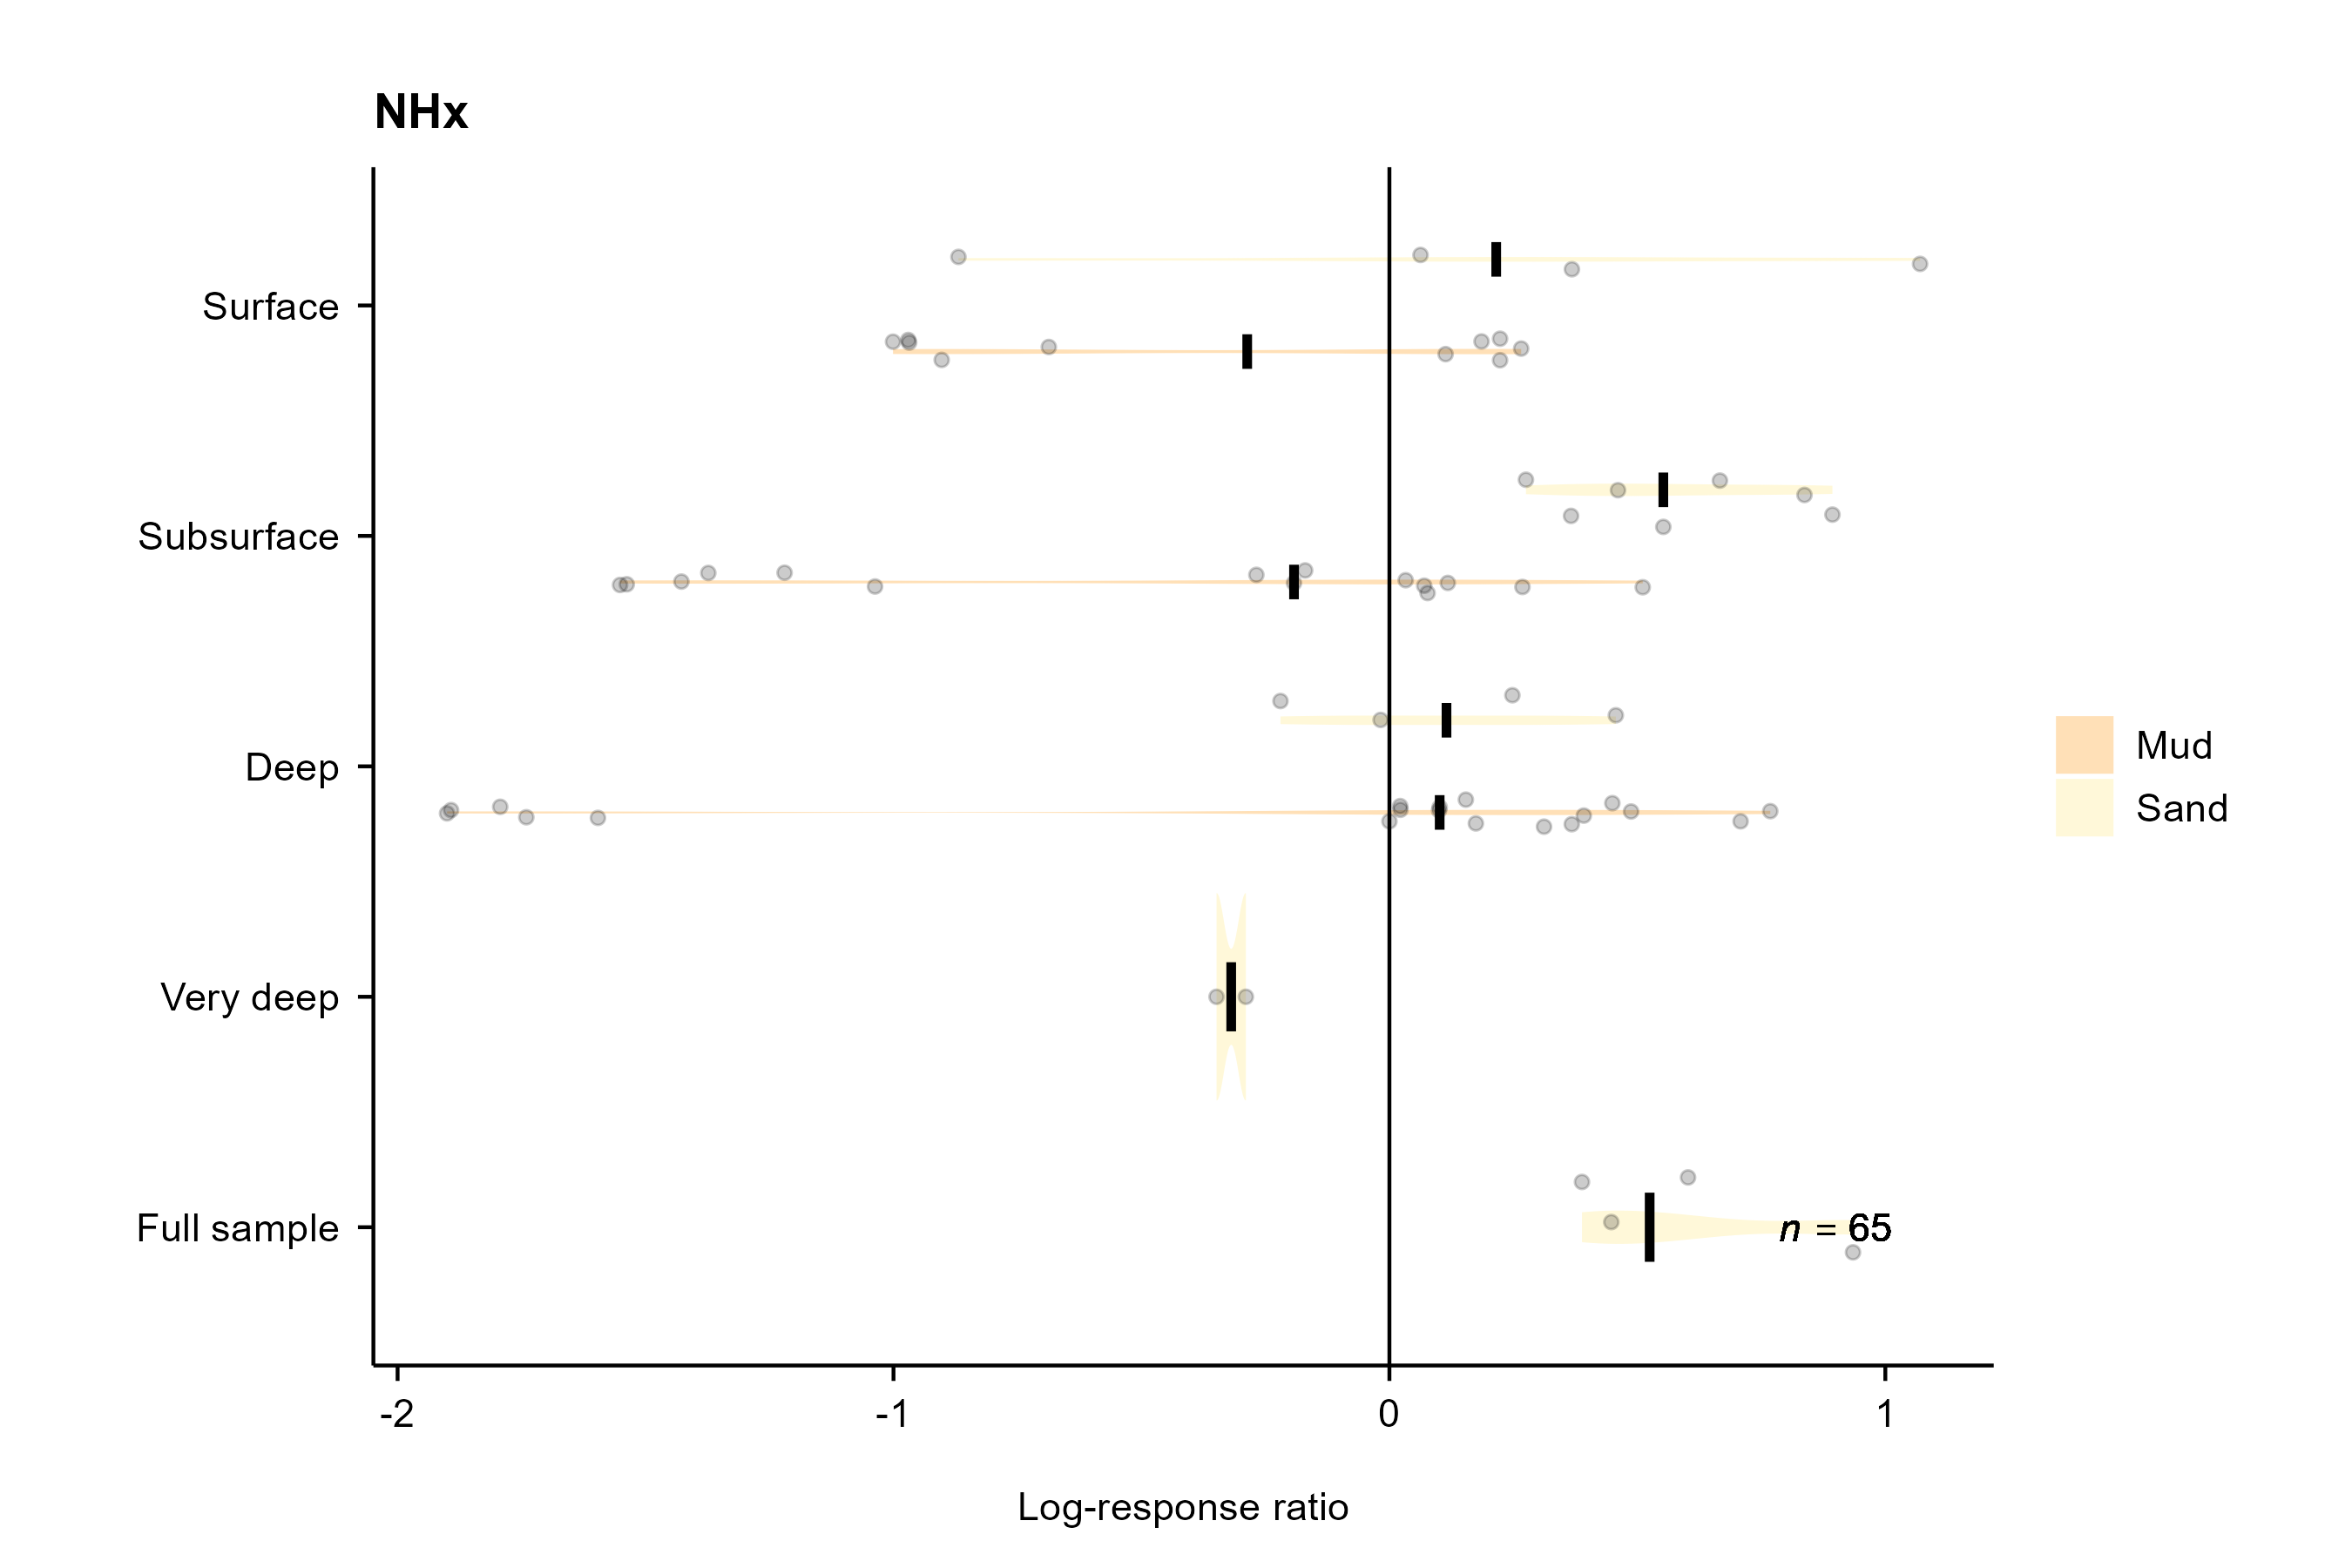 NHx
Surface
Subsurface
Deep
Very deep
Full sample
n = 65
Mud
Sand
-2
-1
0
1
Log-response ratio